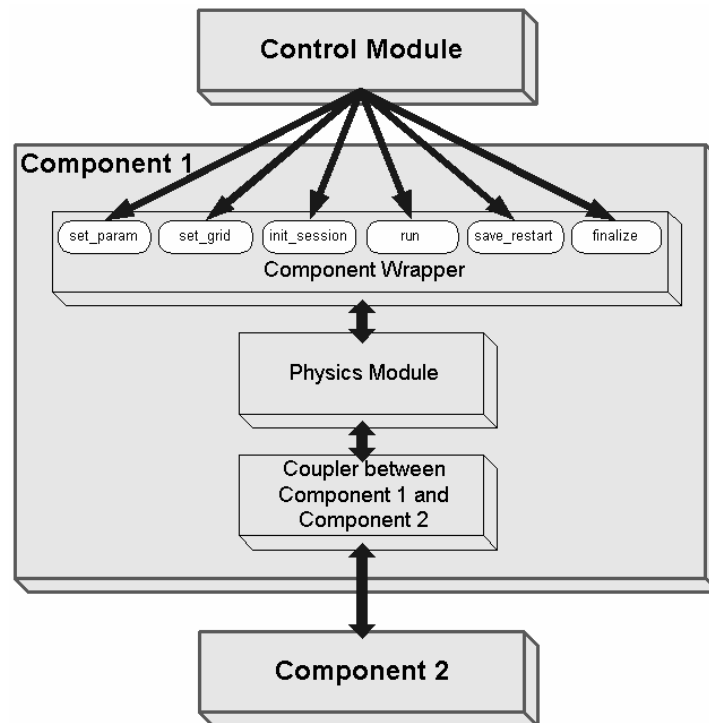 Control Module
Component 1
set_param
set_grid
init_session
run
save_restart
finalize
Component Wrapper
Physics Module
Coupler between
Component 1 and
Component 2
Component 2